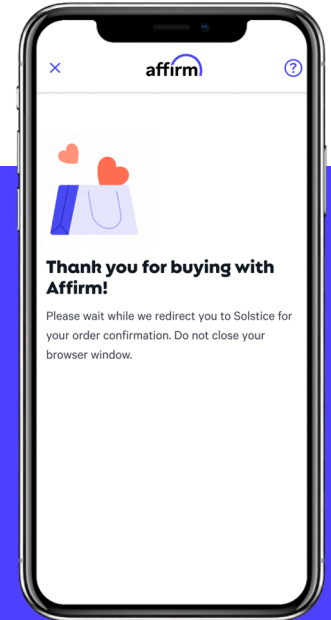 affirm
?
Thank you for buying with
Affirm!
Please wait while we redirect you to Solstice for
your order confirmation. Do not close your
browser window.